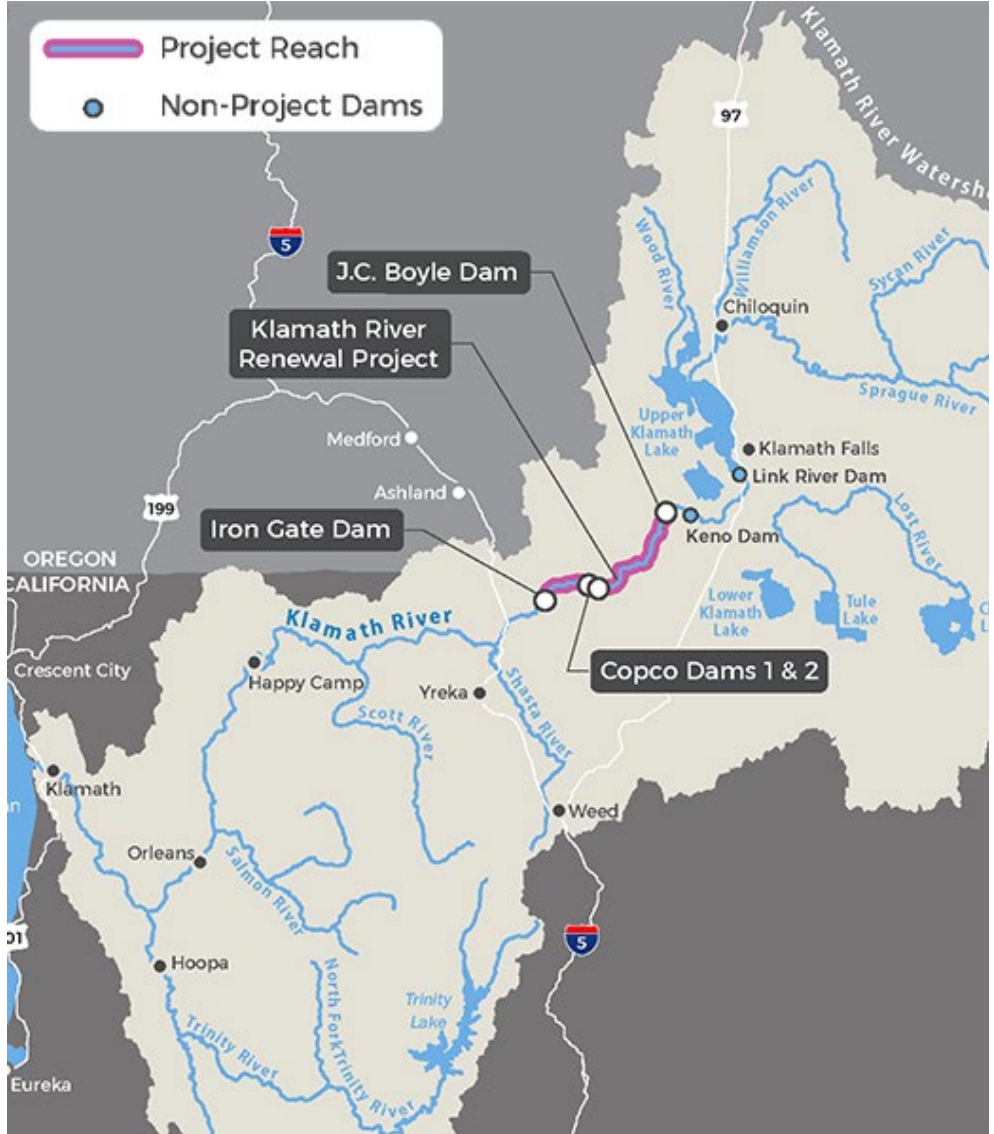 Project Reach
Non-Project Dams
Klamath River Watershe
97
5
Wood River
Williamson River
Sycan River
J.C. Boyle Dam
Chiloquin
Klamath River
Renewal Project
Sprague River
Upper
Klamath
Lake
Medford
Klamath Falls
Link River Dam
Ashland
199
Iron Gate Dam
Keno Dam
Lost River
OREGON
CALIFORNIA
Lower
Klamath
Lake
Tule
Lake
C
L
Klamath River
Crescent City
Happy Camp
Copco Dams 1 & 2
Yreka
Shasta River
Scott River
Klamath
an
Weed
Orleans
Salmon River
01
5
Hoopa
North Fork Trinity River
Trinity
Lake
Trinity River
Eureka